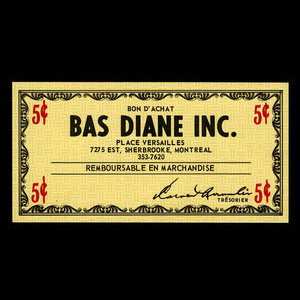 5¢ 5¢
BON D'ACHAT
BAS DIANE INC.
PLACE VERSAILLES
7275 EST, SHERBROOKE, MONTREAL
353-7620
REMBOURSABLE EN MARCHANDISE
5¢ 5¢
TRÉSORIER